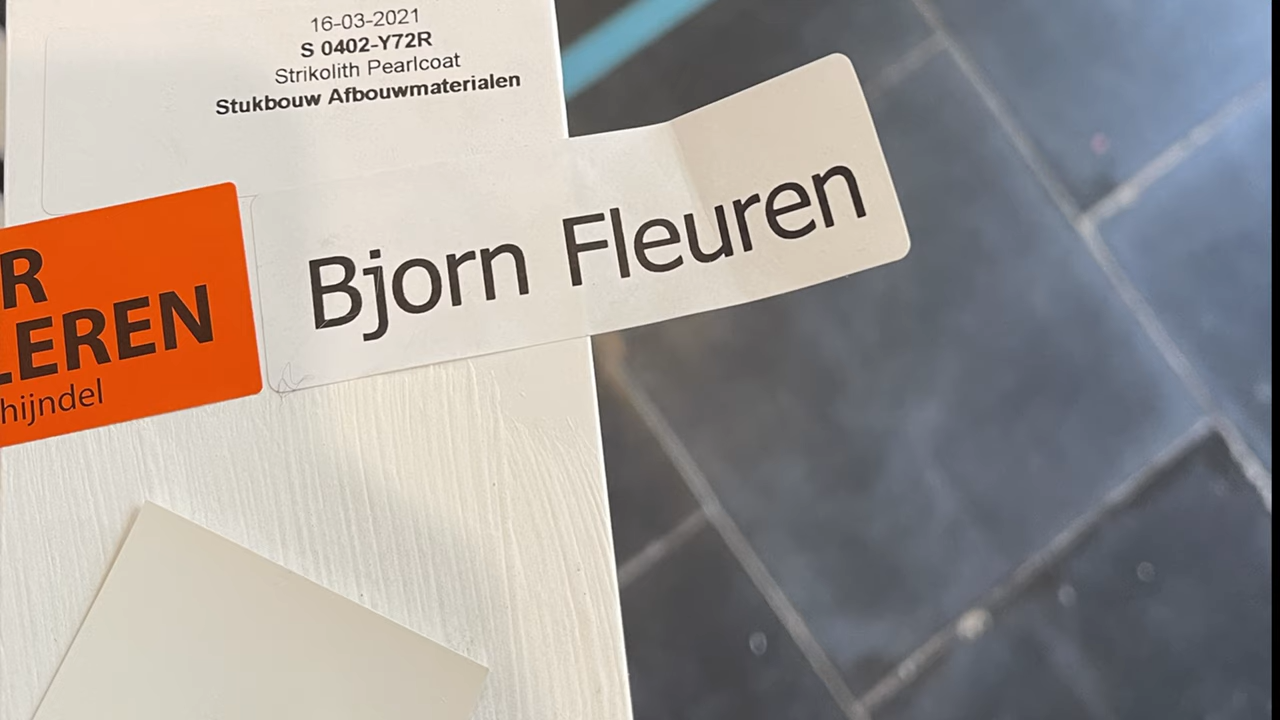 16-03-2021
S 0402-Y72R
Strikolith Pearlcoat
Stukbouw Afbouwmaterialen
Bjorn Fleuren
R
LEREN
hijndel